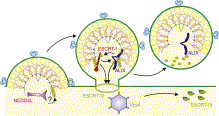 ESCRT-I
ALIX
NEDD4L
?
ESCRT-III
Vps4
ESCRT-III